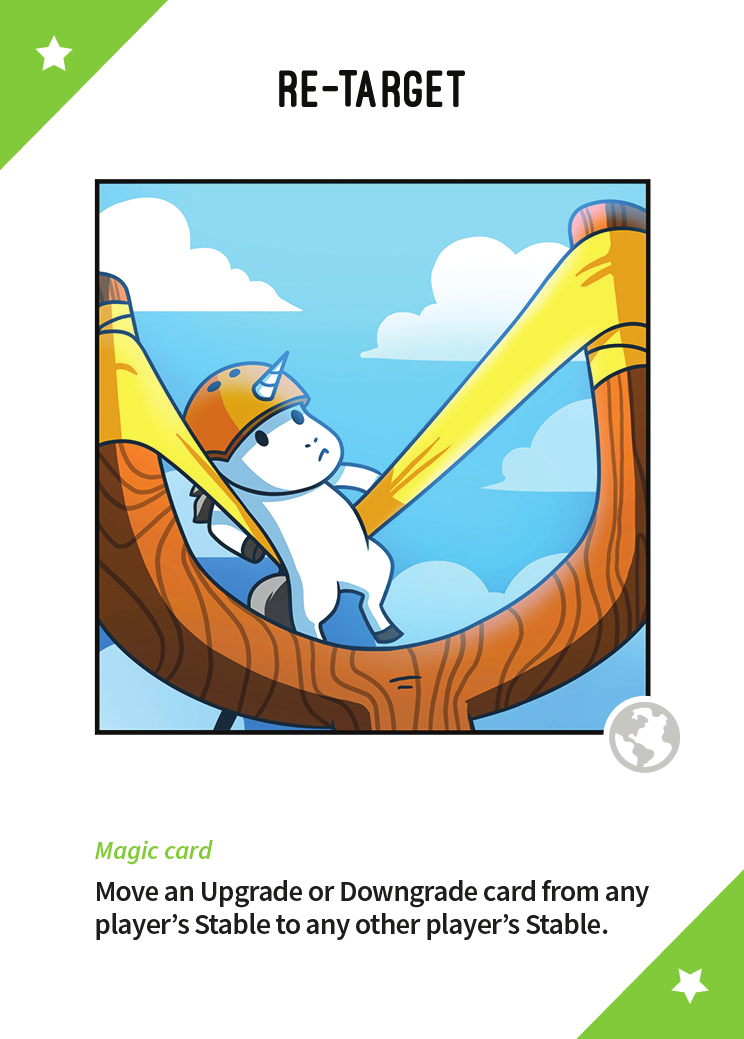 RE-TARGET
Magic card
Move an Upgrade or Downgrade card from any
player’s Stable to any other player’s Stable.